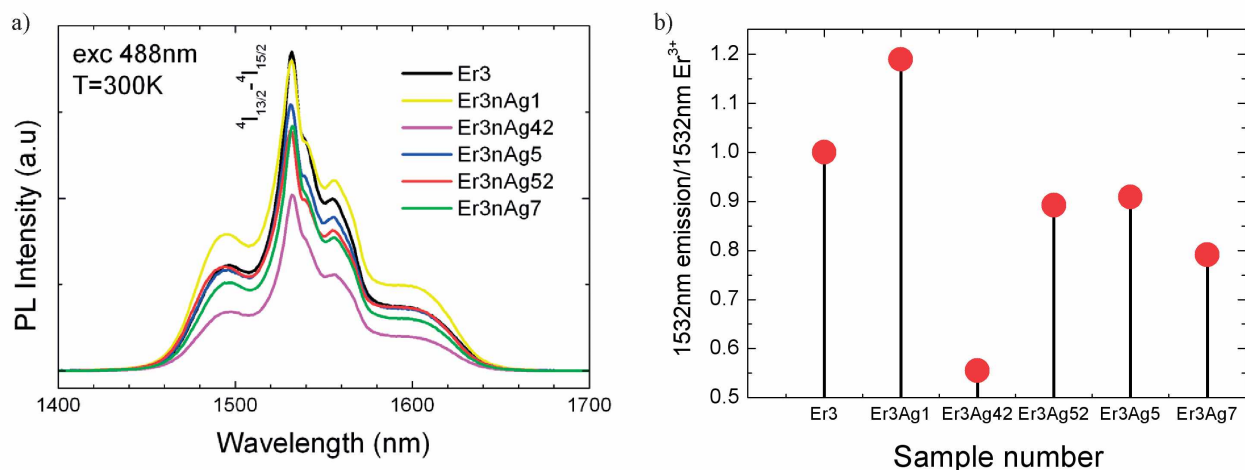 a)
exc 488nm
T=300K
⁴I₁₃/₂-⁴I₁₅/₂
Er3
Er3nAg1
Er3nAg42
Er3nAg5
Er3nAg52
Er3nAg7
PL Intensity (a.u)
1400 1500 1600 1700
Wavelength (nm)
b)
1532nm emission/1532nm Er³⁺
1.2
1.1
1.0
0.9
0.8
0.7
0.6
0.5
Er3 Er3Ag1 Er3Ag42 Er3Ag52 Er3Ag5 Er3Ag7
Sample number